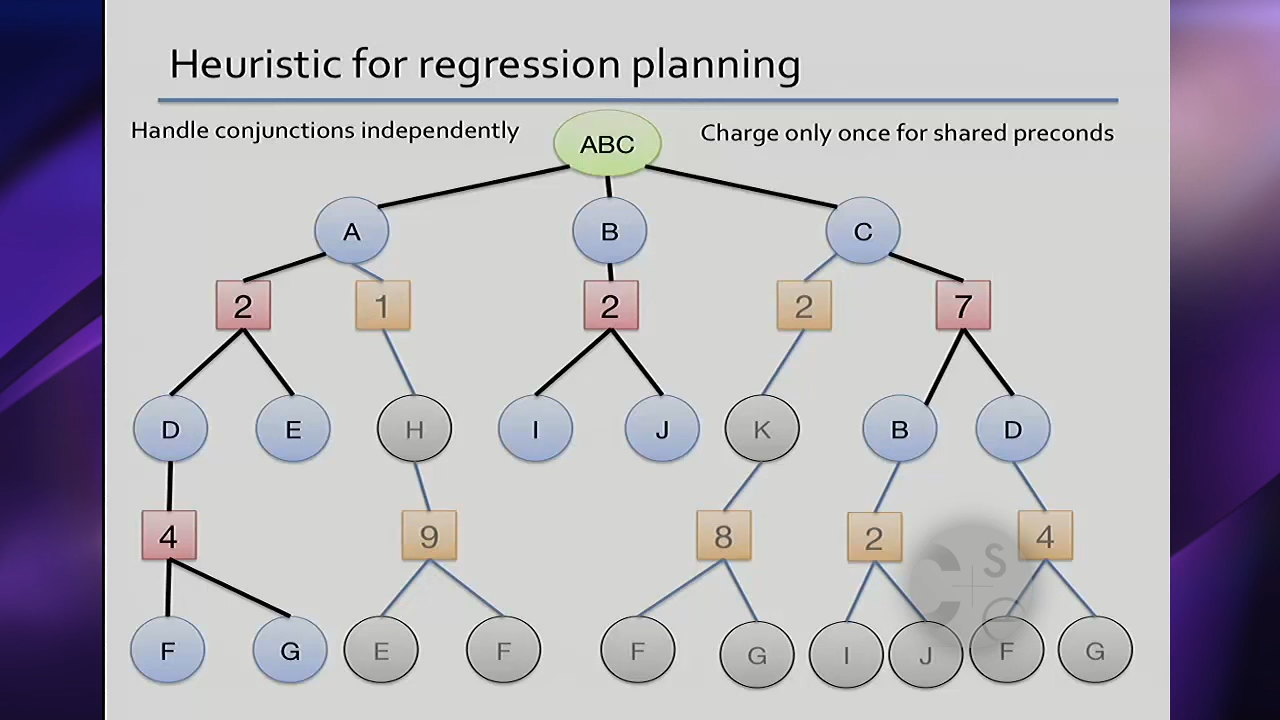 Heuristic for regression planning
Handle conjunctions independently
ABC
Charge only once for shared preconds
A
B
C
2
1
2
2
7
D
E
H
I
J
K
B
D
4
9
8
2
4
F
G
E
F
F
G
I
J
F
G
C S